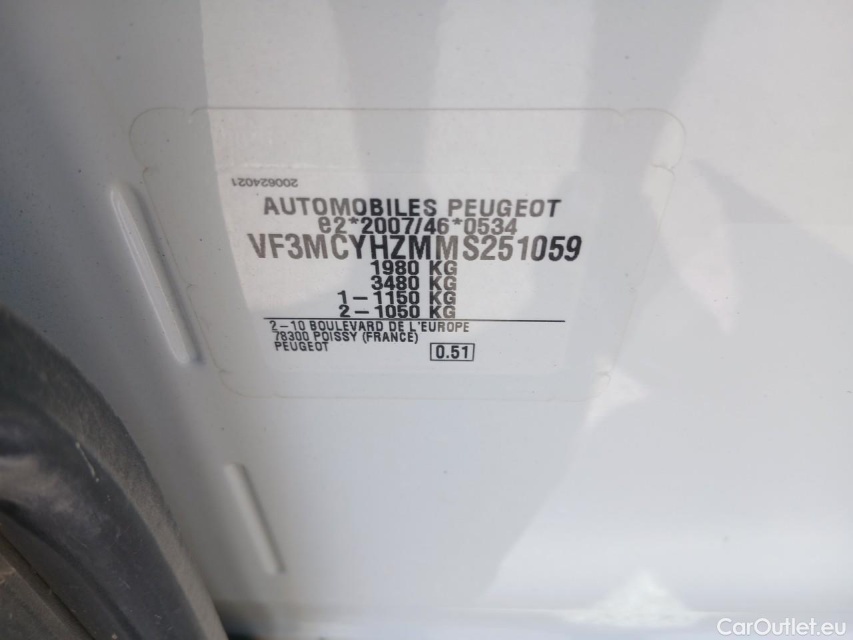 200624021
AUTOMOBILES PEUGEOT
e2*2007/46*0534
VF3MCYHZMMS251059
1980 KG
3480 KG
1-1150 KG
2-1050 KG
2-10 BOULEVARD DE L'EUROPE
78300 POISSY (FRANCE)
PEUGEOT
0.51
CarOutlet.eu